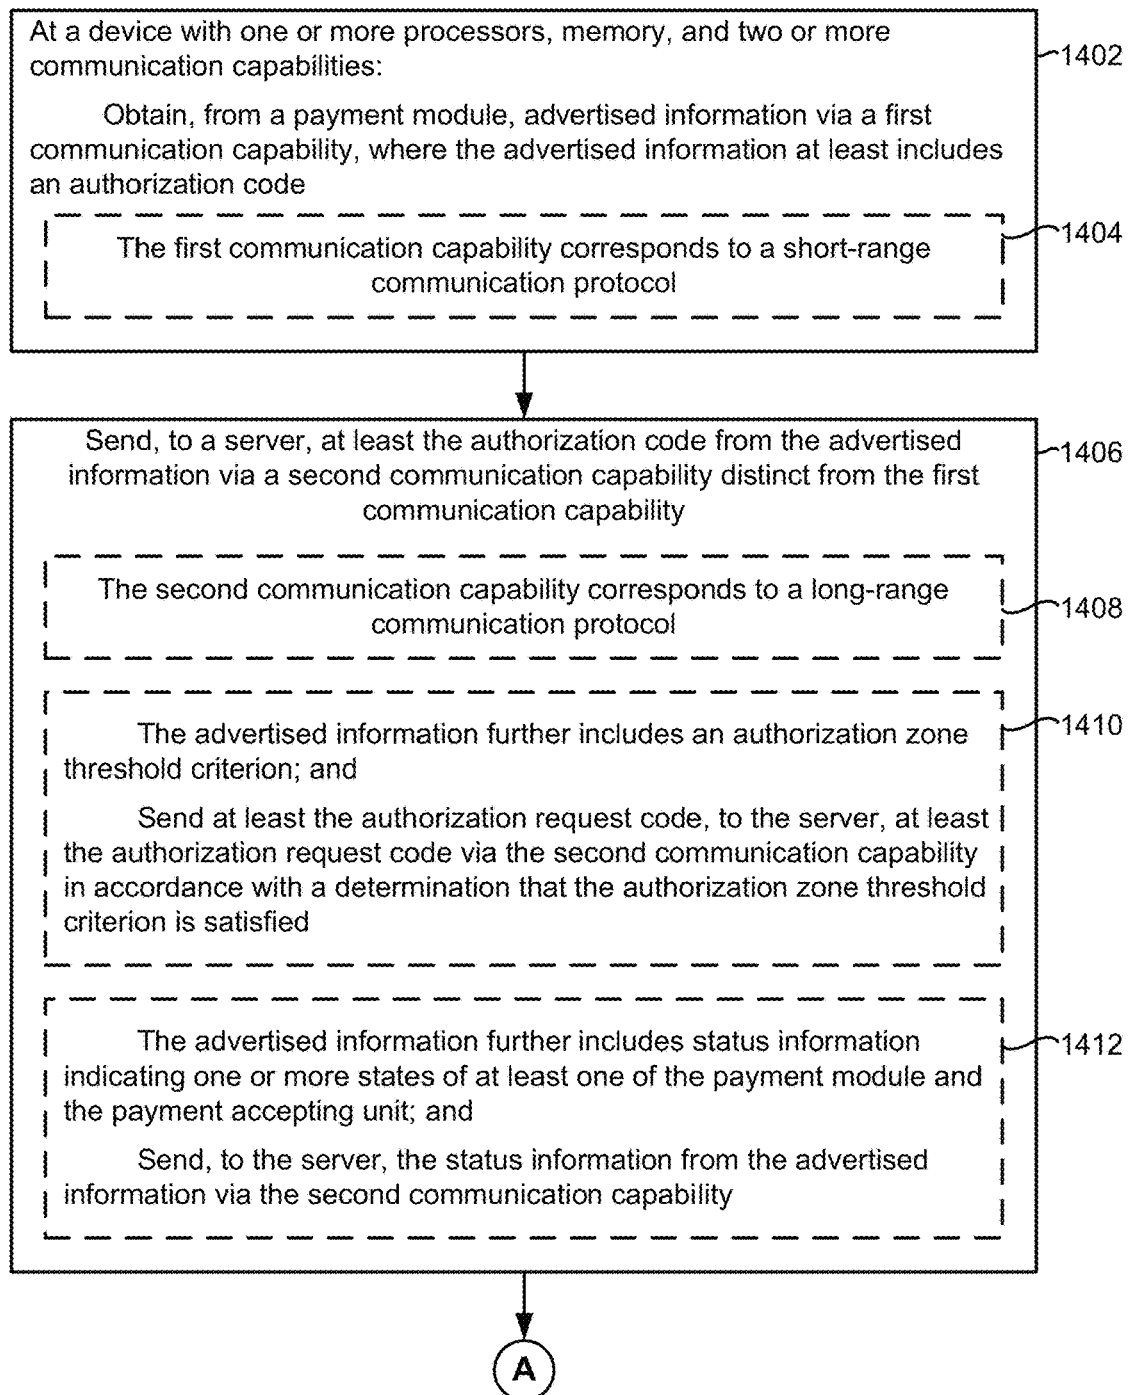 At a device with one or more processors, memory, and two or more
communication capabilities:
Obtain, from a payment module, advertised information via a first
communication capability, where the advertised information at least includes
an authorization code
The first communication capability corresponds to a short-range
communication protocol
1402
1404
Send, to a server, at least the authorization code from the advertised
information via a second communication capability distinct from the first
communication capability
1406
The second communication capability corresponds to a long-range
communication protocol
1408
The advertised information further includes an authorization zone
threshold criterion; and
Send at least the authorization request code, to the server, at least
the authorization request code via the second communication capability
in accordance with a determination that the authorization zone threshold
criterion is satisfied
1410
The advertised information further includes status information
indicating one or more states of at least one of the payment module and
the payment accepting unit; and
Send, to the server, the status information from the advertised
information via the second communication capability
1412
A